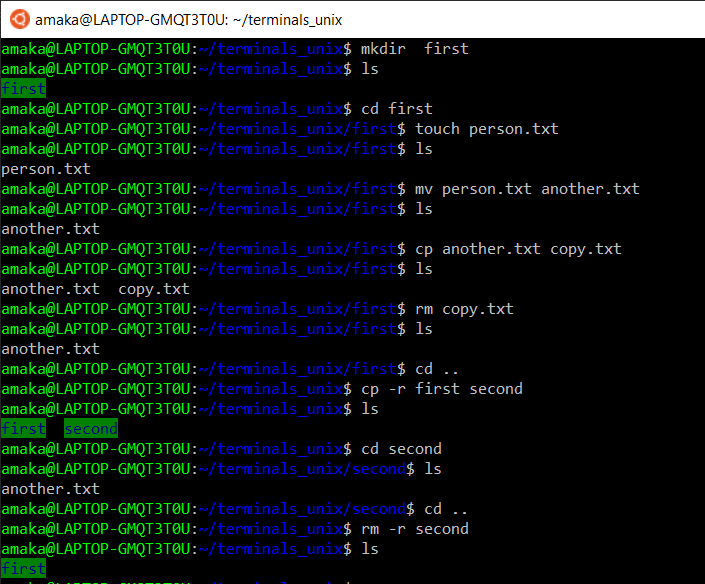 amaka@LAPTOP-GMQT3T0U: ~/terminals_unix
amaka@LAPTOP-GMQT3T0U:~/terminals_unix$ mkdir  first
amaka@LAPTOP-GMQT3T0U:~/terminals_unix$ ls
first
amaka@LAPTOP-GMQT3T0U:~/terminals_unix$ cd first
amaka@LAPTOP-GMQT3T0U:~/terminals_unix/first$ touch person.txt
amaka@LAPTOP-GMQT3T0U:~/terminals_unix/first$ ls
person.txt
amaka@LAPTOP-GMQT3T0U:~/terminals_unix/first$ mv person.txt another.txt
amaka@LAPTOP-GMQT3T0U:~/terminals_unix/first$ ls
another.txt
amaka@LAPTOP-GMQT3T0U:~/terminals_unix/first$ cp another.txt copy.txt
amaka@LAPTOP-GMQT3T0U:~/terminals_unix/first$ ls
another.txt  copy.txt
amaka@LAPTOP-GMQT3T0U:~/terminals_unix/first$ rm copy.txt
amaka@LAPTOP-GMQT3T0U:~/terminals_unix/first$ ls
another.txt
amaka@LAPTOP-GMQT3T0U:~/terminals_unix/first$ cd ..
amaka@LAPTOP-GMQT3T0U:~/terminals_unix$ cp -r first second
amaka@LAPTOP-GMQT3T0U:~/terminals_unix$ ls
first  second
amaka@LAPTOP-GMQT3T0U:~/terminals_unix$ cd second
amaka@LAPTOP-GMQT3T0U:~/terminals_unix/second$ ls
another.txt
amaka@LAPTOP-GMQT3T0U:~/terminals_unix/second$ cd ..
amaka@LAPTOP-GMQT3T0U:~/terminals_unix$ rm -r second
amaka@LAPTOP-GMQT3T0U:~/terminals_unix$ ls
first